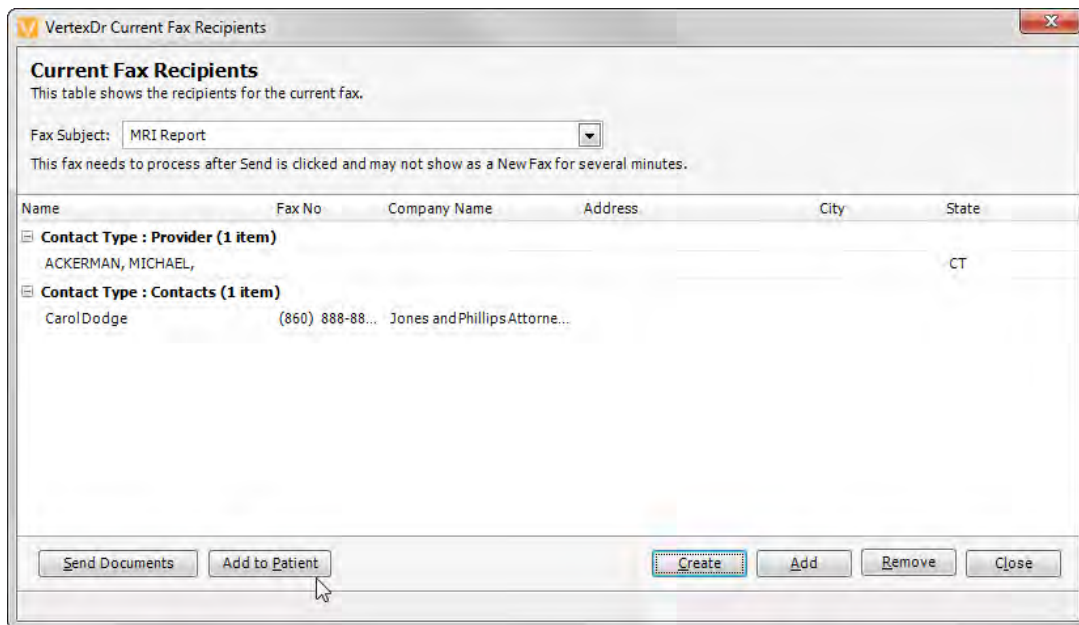 VertexDr Current Fax Recipients
Current Fax Recipients
This table shows the recipients for the current fax.
Fax Subject: MRI Report
This fax needs to process after Send is clicked and may not show as a New Fax for several minutes.
Name Fax No Company Name Address City State
Contact Type : Provider (1 item)
ACKERMAN, MICHAEL, CT
Contact Type : Contacts (1 item)
Carol Dodge (860) 888-88... Jones and Phillips Attorne...
Send Documents Add to Patient Create Add Remove Close